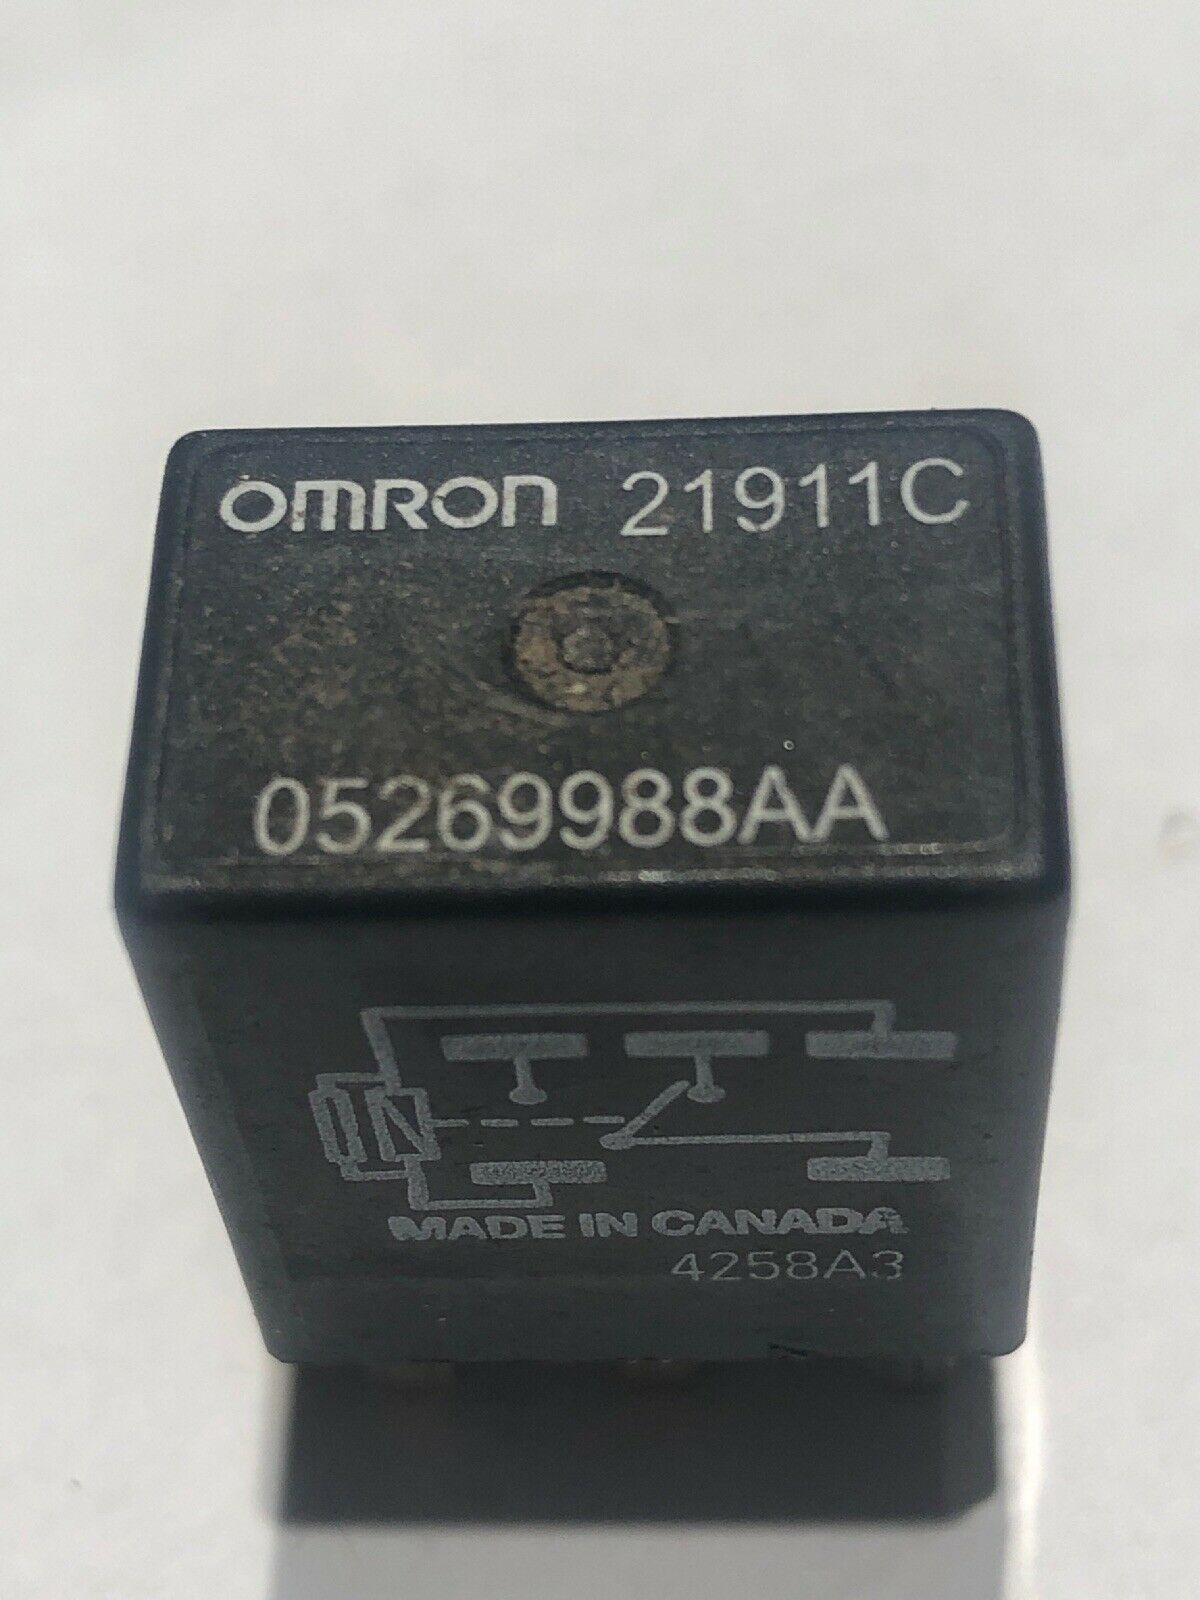 OMRON 21911C
05269988AA
MADE IN CANADA
4258A3